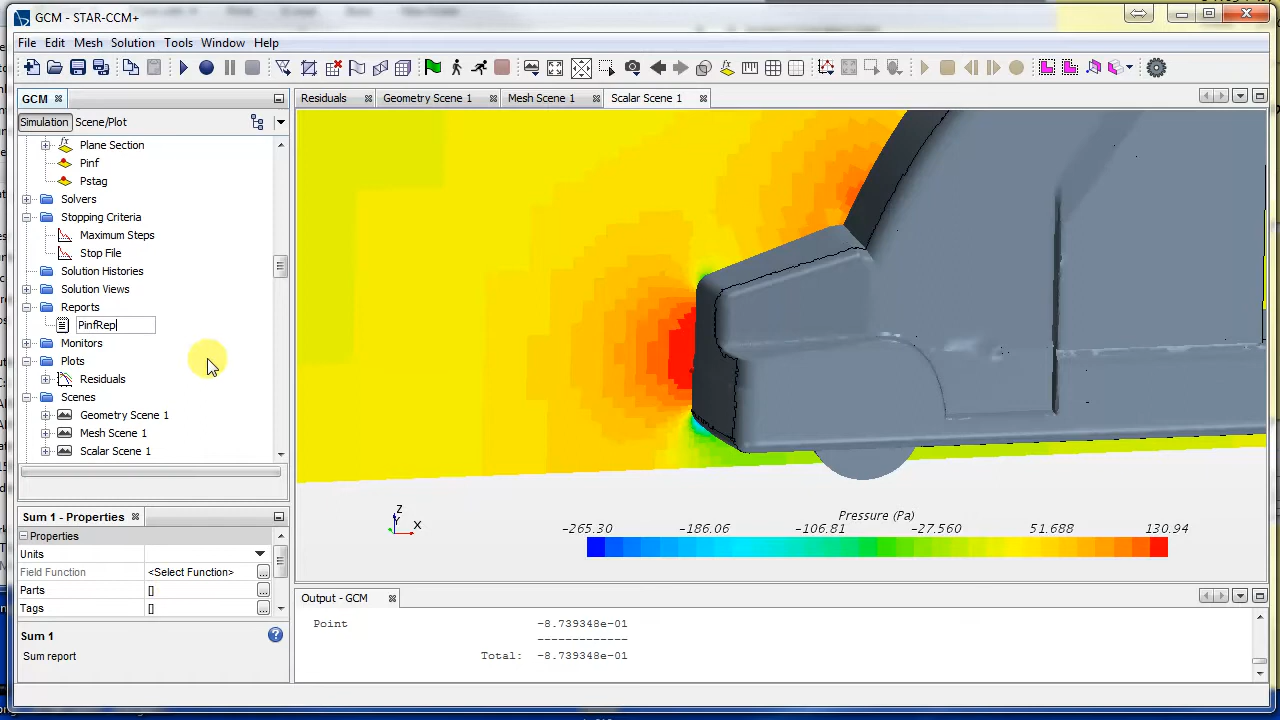 GCM - STAR-CCM+
File Edit Mesh Solution Tools Window Help
GCM
Residuals Geometry Scene 1 Mesh Scene 1 Scalar Scene 1
Simulation Scene/Plot
Plane Section
Pinf
Pstag
Solvers
Stopping Criteria
Maximum Steps
Stop File
Solution Histories
Solution Views
Reports
PinfRep
Monitors
Plots
Residuals
Scenes
Geometry Scene 1
Mesh Scene 1
Scalar Scene 1
Z
Y
X
Pressure (Pa)
-265.30 -186.06 -106.81 -27.560 51.688 130.94
Sum 1 - Properties
Properties
Units
Field Function <Select Function>
Parts []
Tags []
Sum 1
Sum report
Output - GCM
Point -8.739348e-01
-------------
Total: -8.739348e-01